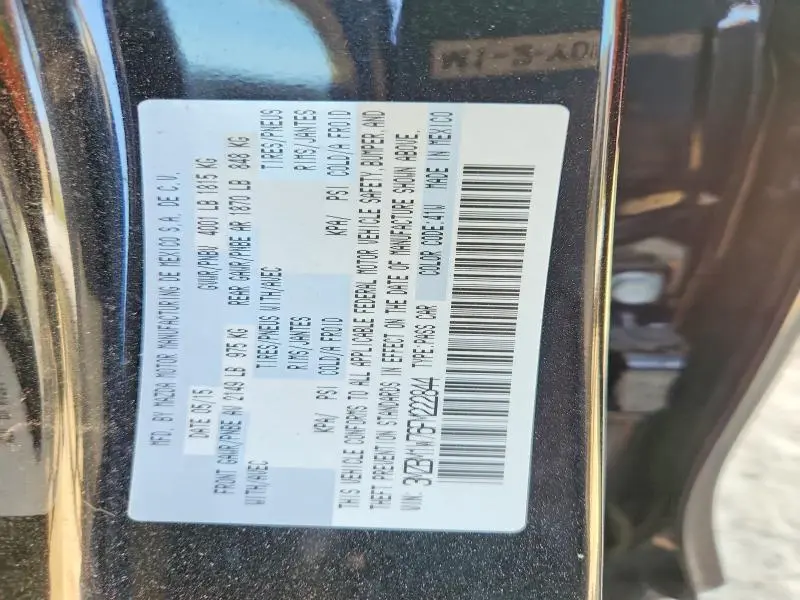 MFG. BY MAZDA MOTOR MANUFACTURING DE MEXICO S.A. DE C.V.
DATE 05/15 GVWR/PNBV 4001 LB 1815 KG
FRONT GAWR/PNBE AV 2149 LB 975 KG REAR GAWR/PNBE AR 1870 LB 848 KG
WITH/AVEC TIRES/PNEUS WITH/AVEC TIRES/PNEUS
RIMS/JANTES RIMS/JANTES
KPA/ PSI COLD/A FROID KPA/ PSI COLD/A FROID
THIS VEHICLE CONFORMS TO ALL APPLICABLE FEDERAL MOTOR VEHICLE SAFETY,BUMPER,AND
THEFT PREVENTION STANDARDS IN EFFECT ON THE DATE OF MANUFACTURE SHOWN ABOVE.
VIN: 3MZBM1W76FM222844 TYPE:PASS CAR COLOR CODE:41W MADE IN MEXICO